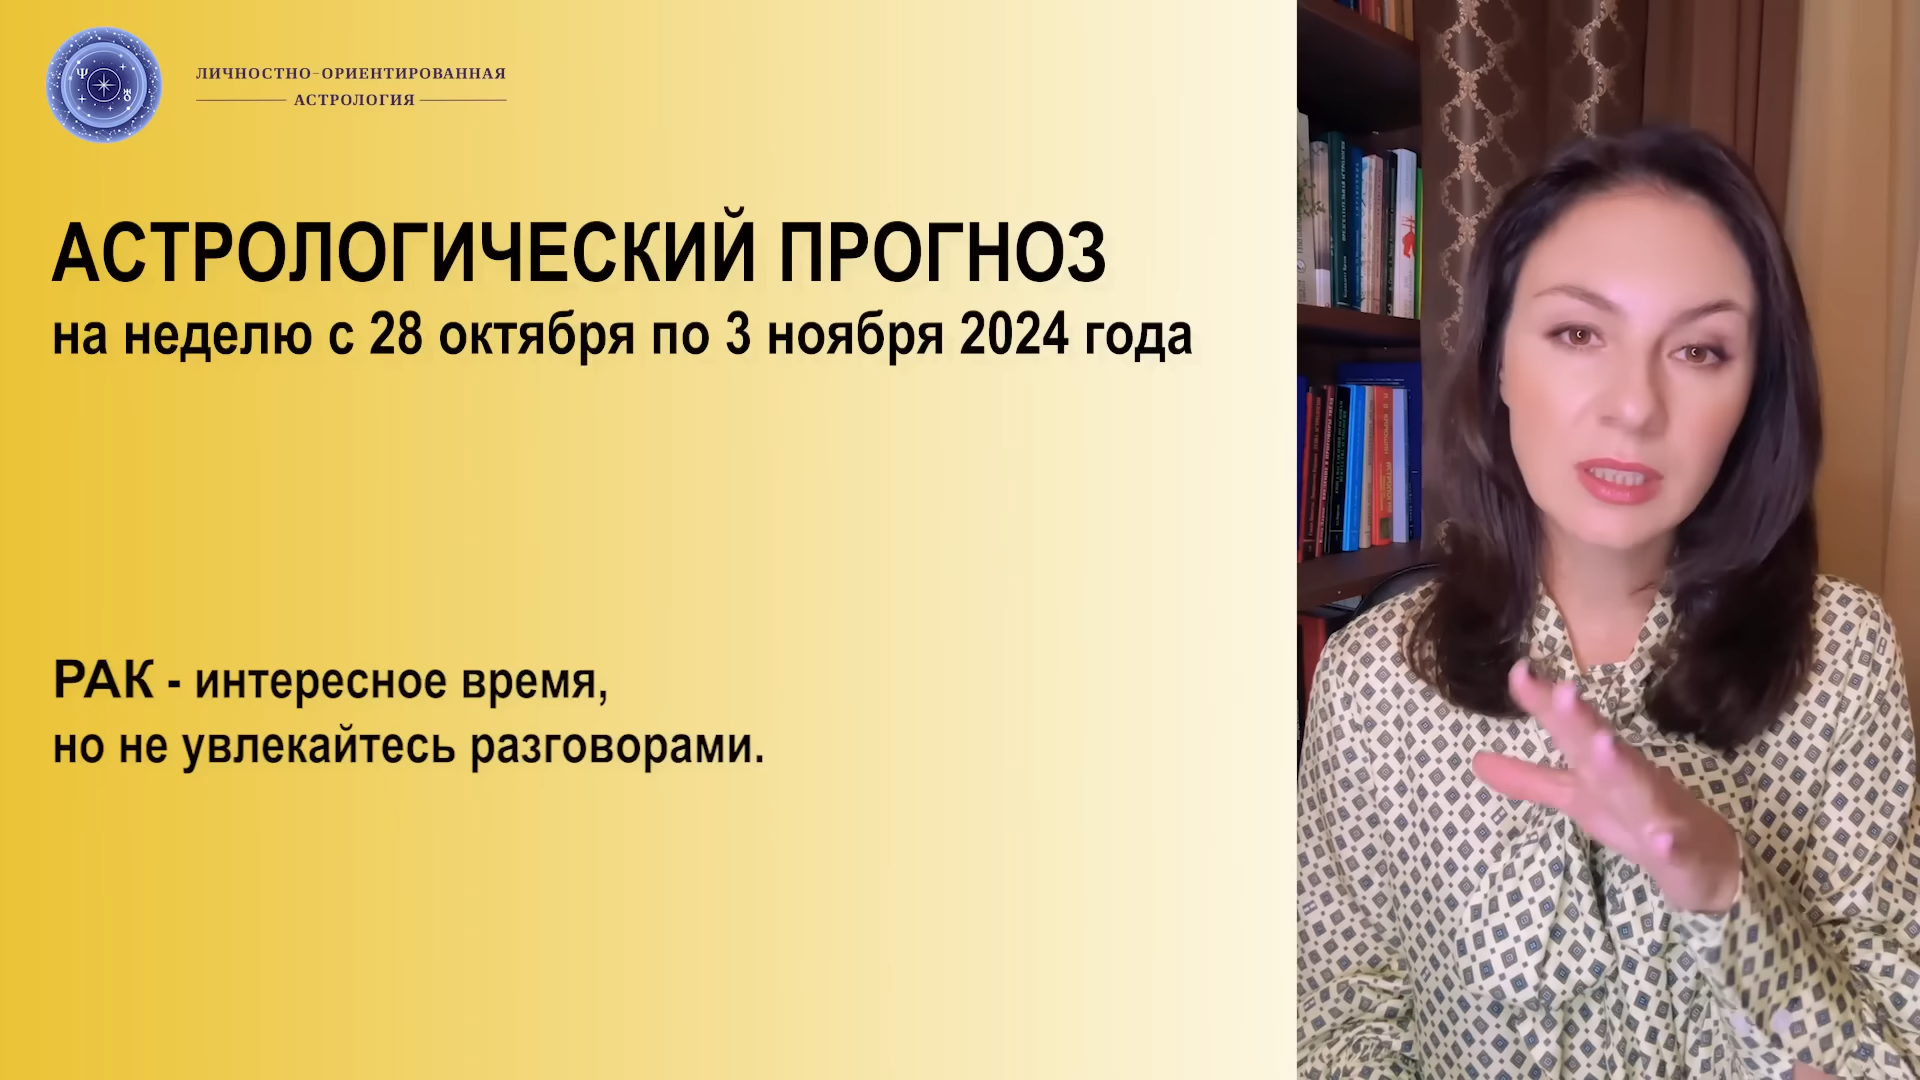 ЛИЧНОСТНО-ОРИЕНТИРОВАННАЯ
АСТРОЛОГИЯ
АСТРОЛОГИЧЕСКИЙ ПРОГНОЗ
на неделю с 28 октября по 3 ноября 2024 года
РАК - интересное время,
но не увлекайтесь разговорами.